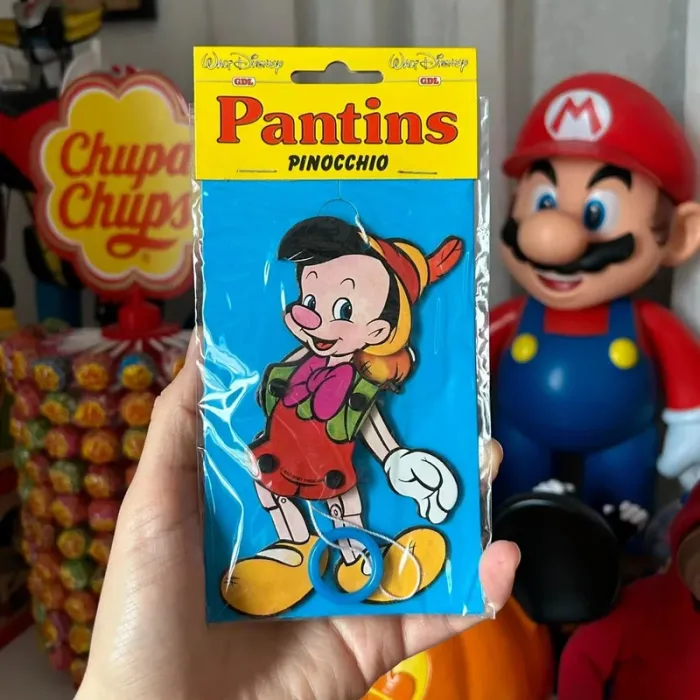 Walt Disney Walt Disney
GDL GDL
Pantins
PINOCCHIO
Chupa
Chups
M